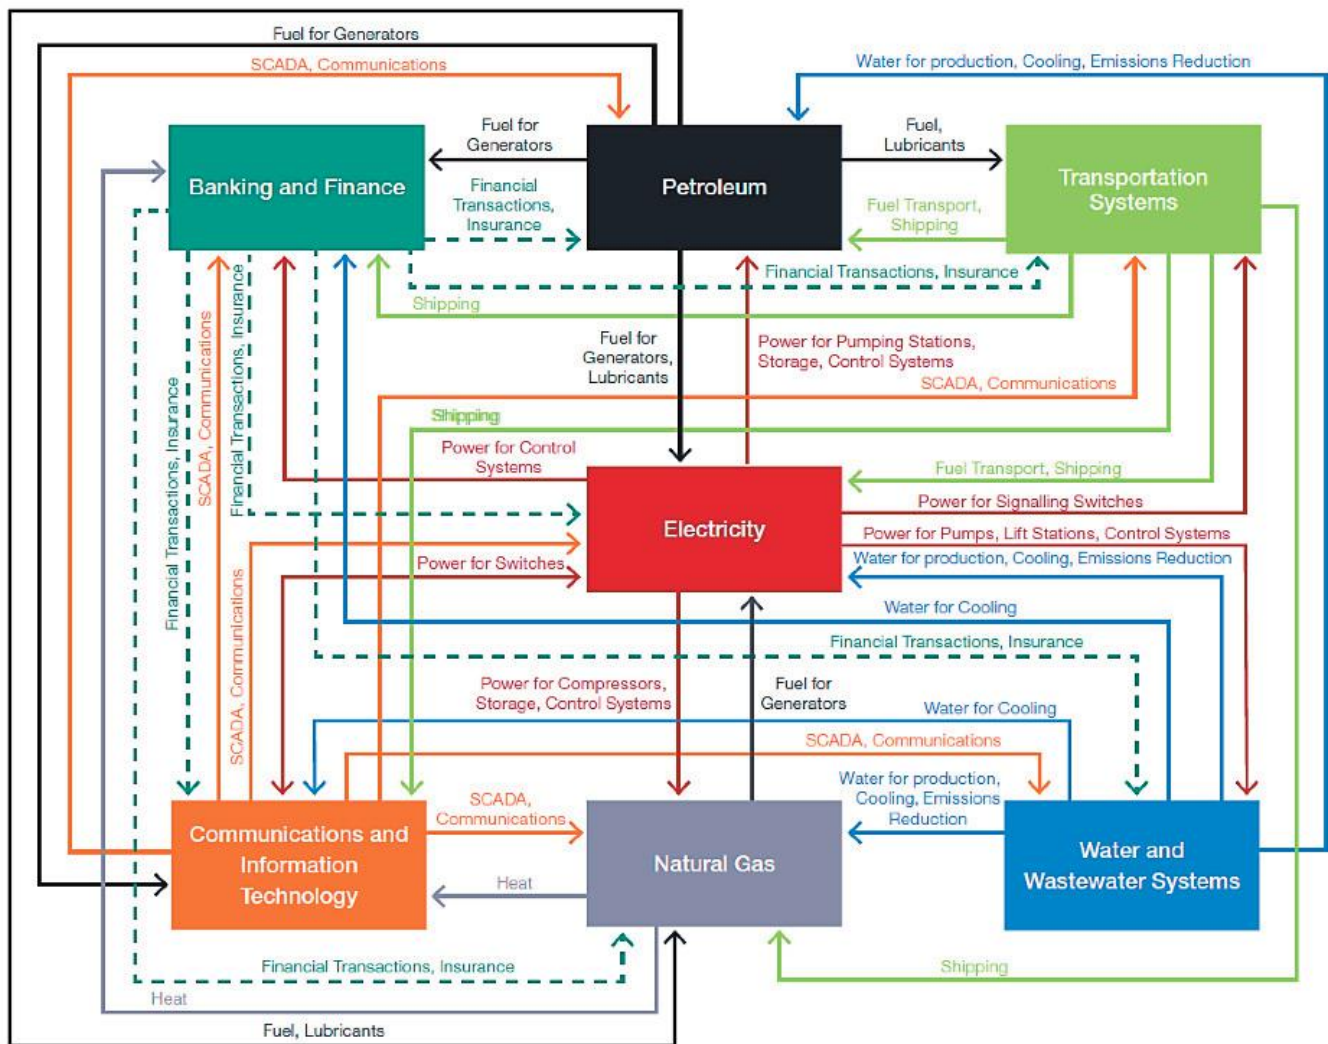 Fuel for Generators
SCADA, Communications
Water for production, Cooling, Emissions Reduction
Fuel for
Generators
Fuel,
Lubricants
Banking and Finance
Petroleum
Transportation
Systems
Financial
Transactions,
Insurance
Fuel Transport,
Shipping
Financial Transactions, Insurance
Shipping
Financial Transactions, Insurance
SCADA, Communications
Financial Transactions, Insurance
Fuel for
Generators,
Lubricants
Power for Pumping Stations,
Storage, Control Systems
SCADA, Communications
Shipping
Power for Control
Systems
Fuel Transport, Shipping
Power for Signalling Switches
Electricity
Power for Pumps, Lift Stations, Control Systems
Power for Switches
Water for production, Cooling, Emissions Reduction
Water for Cooling
Financial Transactions, Insurance
SCADA, Communications
Power for Compressors,
Storage, Control Systems
Fuel for
Generators
Water for Cooling
SCADA, Communications
Water for production,
Cooling, Emissions
Reduction
SCADA,
Communications
Communications and
Information
Technology
Natural Gas
Water and
Wastewater Systems
Heat
Financial Transactions, Insurance
Shipping
Heat
Fuel, Lubricants